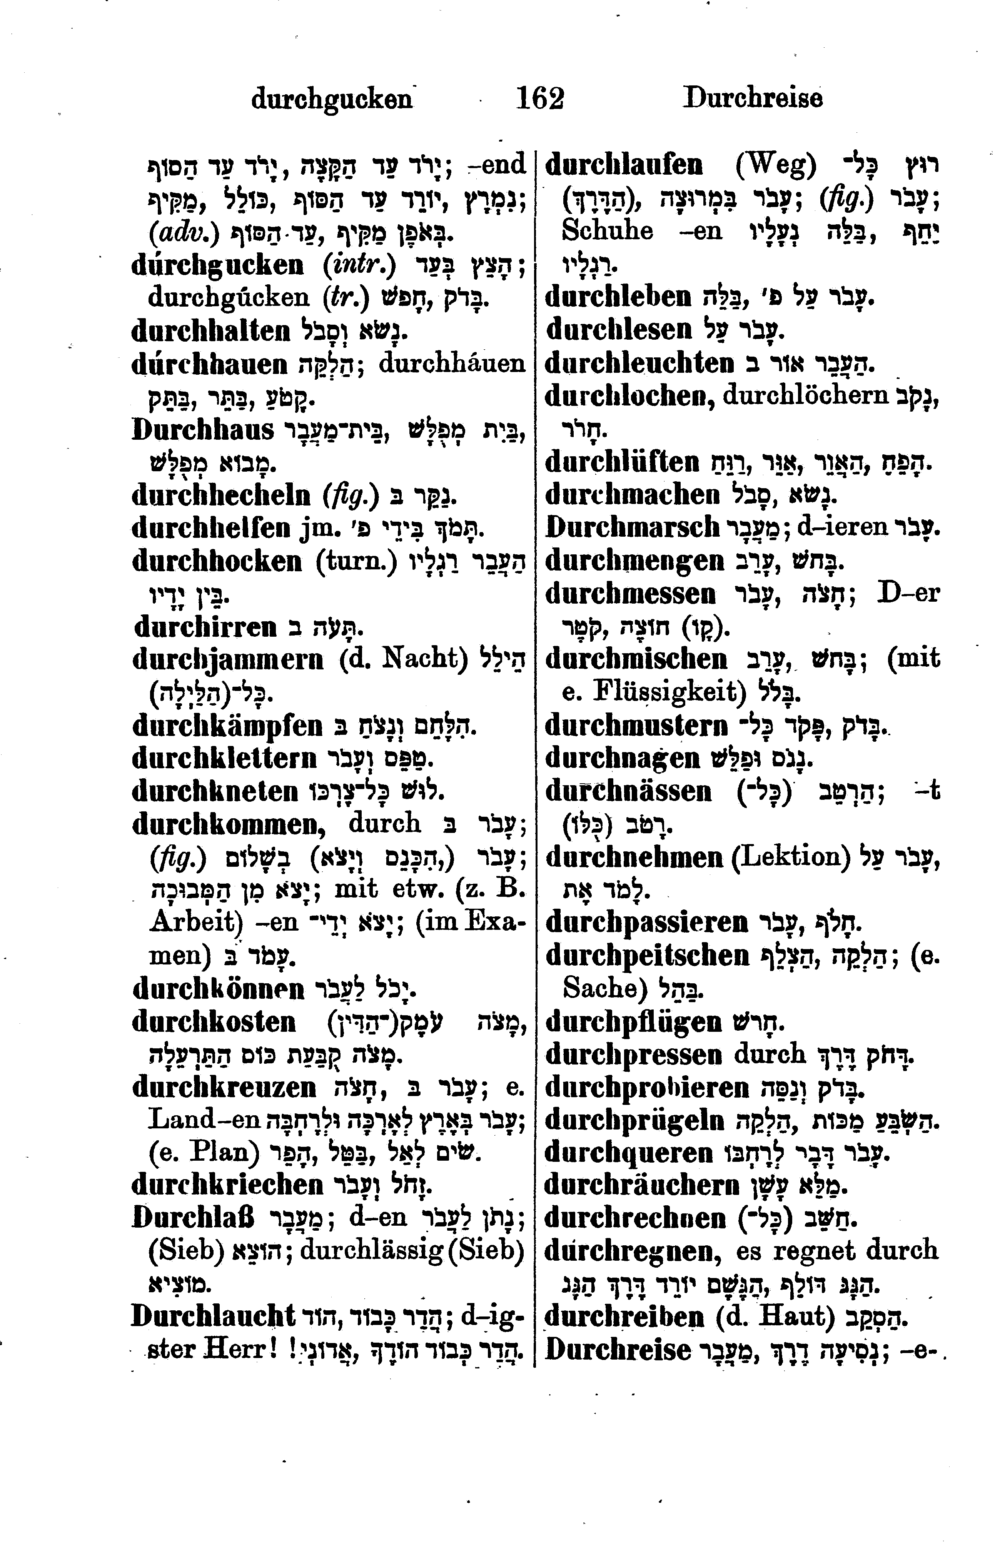 durchgucken 162 Durchreise
יָרֹד עַד הַקָּצֶה, יָרֹד עַד הַסּוֹף; –end
נִמְרָץ, יוֹרֵד עַד הַסּוֹף, כּוֹלֵל, מַקִּיף;
(adv.) בְּאֹפֶן מַקִּיף, עַד־הַסּוֹף.
dúrchgucken (intr.) הָצֵץ בְּעַד;
durchgúcken (tr.) בָּדֹק, חַפֵּשׂ.
durchhalten נָשֹׂא וְסָבֹל.
dúrchhauen הַלְקֵה; durchháuen
קָטֹעַ, בַּתֵּר, בַּתֵּק.
Durchhaus בַּיִת מְפֻלָּשׁ, בֵּית־מַעֲבָר,
מָבוֹא מְפֻלָּשׁ.
durchhecheln (fig.) נַקֵּר ב.
durchhelfen jm. תָּמֹךְ בִּידֵי פ'.
durchhocken (turn.) הַעֲבֵר רַגְלָיו
בֵּין יָדָיו.
durchirren תָּעֹה ב.
durchjammern (d. Nacht) הֵילֵל
כָּל־(הַלַּיְלָה).
durchkämpfen הִלָּחֵם וְנַצֵּחַ ב.
durchklettern טַפֵּס וְעָבֹר.
durchkneten לוּשׁ כָּל־צָרְכּוֹ.
durchkommen, durch עָבֹר ב;
(fig.) עָבֹר, (הִכָּנֵס וְיָצֹא) בְּשָׁלוֹם;
יָצֹא מִן הַמְּבוּכָה; mit etw. (z. B.
Arbeit) –en יָצֹא יְדֵי־; (im Exa-
men) עָמֹד בּ.
durchkönnen יָכֹל לַעֲבֹר.
durchkosten מָצֹה עֹמֶק(־הַדִּין),
מָצֹה קֻבַּעַת כּוֹס הַתַּרְעֵלָה.
durchkreuzen חָצֹה, עָבֹר ב; e.
Land–en עָבֹר בָּאָרֶץ לְאָרְכָּהּ וּלְרָחְבָּהּ;
(e. Plan) שִׂים לְאַל, בַּטֵּל, הָפֵר.
durchkriechen זָחֹל וְעָבֹר.
Durchlaß מַעֲבָר; d–en נָתֹן לַעֲבֹר;
(Sieb) הוֹצֵא; durchlässig (Sieb)
מוֹצִיא.
Durchlaucht הֲדַר כָּבוֹד, הוֹד; d–ig-
ster Herr! הֲדַר כְּבוֹד הוֹדְךָ, אֲדוֹנִי!
durchlaufen (Weg) רוּץ כָּל־
(הַדֶּרֶךְ), עָבֹר בִּמְרוּצָה; (fig.) עָבֹר;
Schuhe –en בַּלֵּה נְעָלָיו, יַחֵף
רַגְלָיו.
durchleben עָבֹר עַל פ', בַּלֵּה.
durchlesen עָבֹר עַל.
durchleuchten הַעֲבֵר אוֹר ב.
durchlochen, durchlöchern נָקֹב,
חָרֹר.
durchlüften הָפֵחַ, הַאֲוֵר, אַוֵּר, רַוֵּחַ.
durchmachen נָשֹׂא, סָבֹל.
Durchmarsch מַעֲבָר; d–ieren עָבֹר.
durchmengen בָּחֹשׁ, עָרֵב.
durchmessen חָצֹה, עָבֹר; D–er
(קַו) חוֹצֶה, קֹטֶר.
durchmischen בָּחֹשׁ, עָרֵב; (mit
e. Flüssigkeit) בָּלֹל.
durchmustern בָּדֹק, פָּקֹד כָּל־.
durchnagen נָגֹס וּפַלֵּשׁ.
durchnässen הַרְטֵב (כָּל־); –t
רָטֹב (כֻּלּוֹ).
durchnehmen (Lektion) עָבֹר עַל,
לָמֹד אֶת.
durchpassieren חָלֹף, עָבֹר.
durchpeitschen הַלְקֵה, הַצְלֵף; (e.
Sache) בַּהֵל.
durchpflügen חָרֹשׁ.
durchpressen durch דָּחֹק דֶּרֶךְ.
durchprobieren בָּדֹק וְנַסֵּה.
durchprügeln הַשְׂבֵּעַ מַכּוֹת, הַלְקֵה.
durchqueren עָבֹר דָּבָר לְרָחְבּוֹ.
durchräuchern מַלֵּא עָשָׁן.
durchrechnen חַשֵּׁב (כָּל־).
dúrchregnen, es regnet durch
הַגַּג דּוֹלֵף, הַגֶּשֶׁם יוֹרֵד דֶּרֶךְ הַגָּג.
durchreiben (d. Haut) הַסְקֵב.
Durchreise נְסִיעָה דֶּרֶךְ, מַעֲבָר; –e-